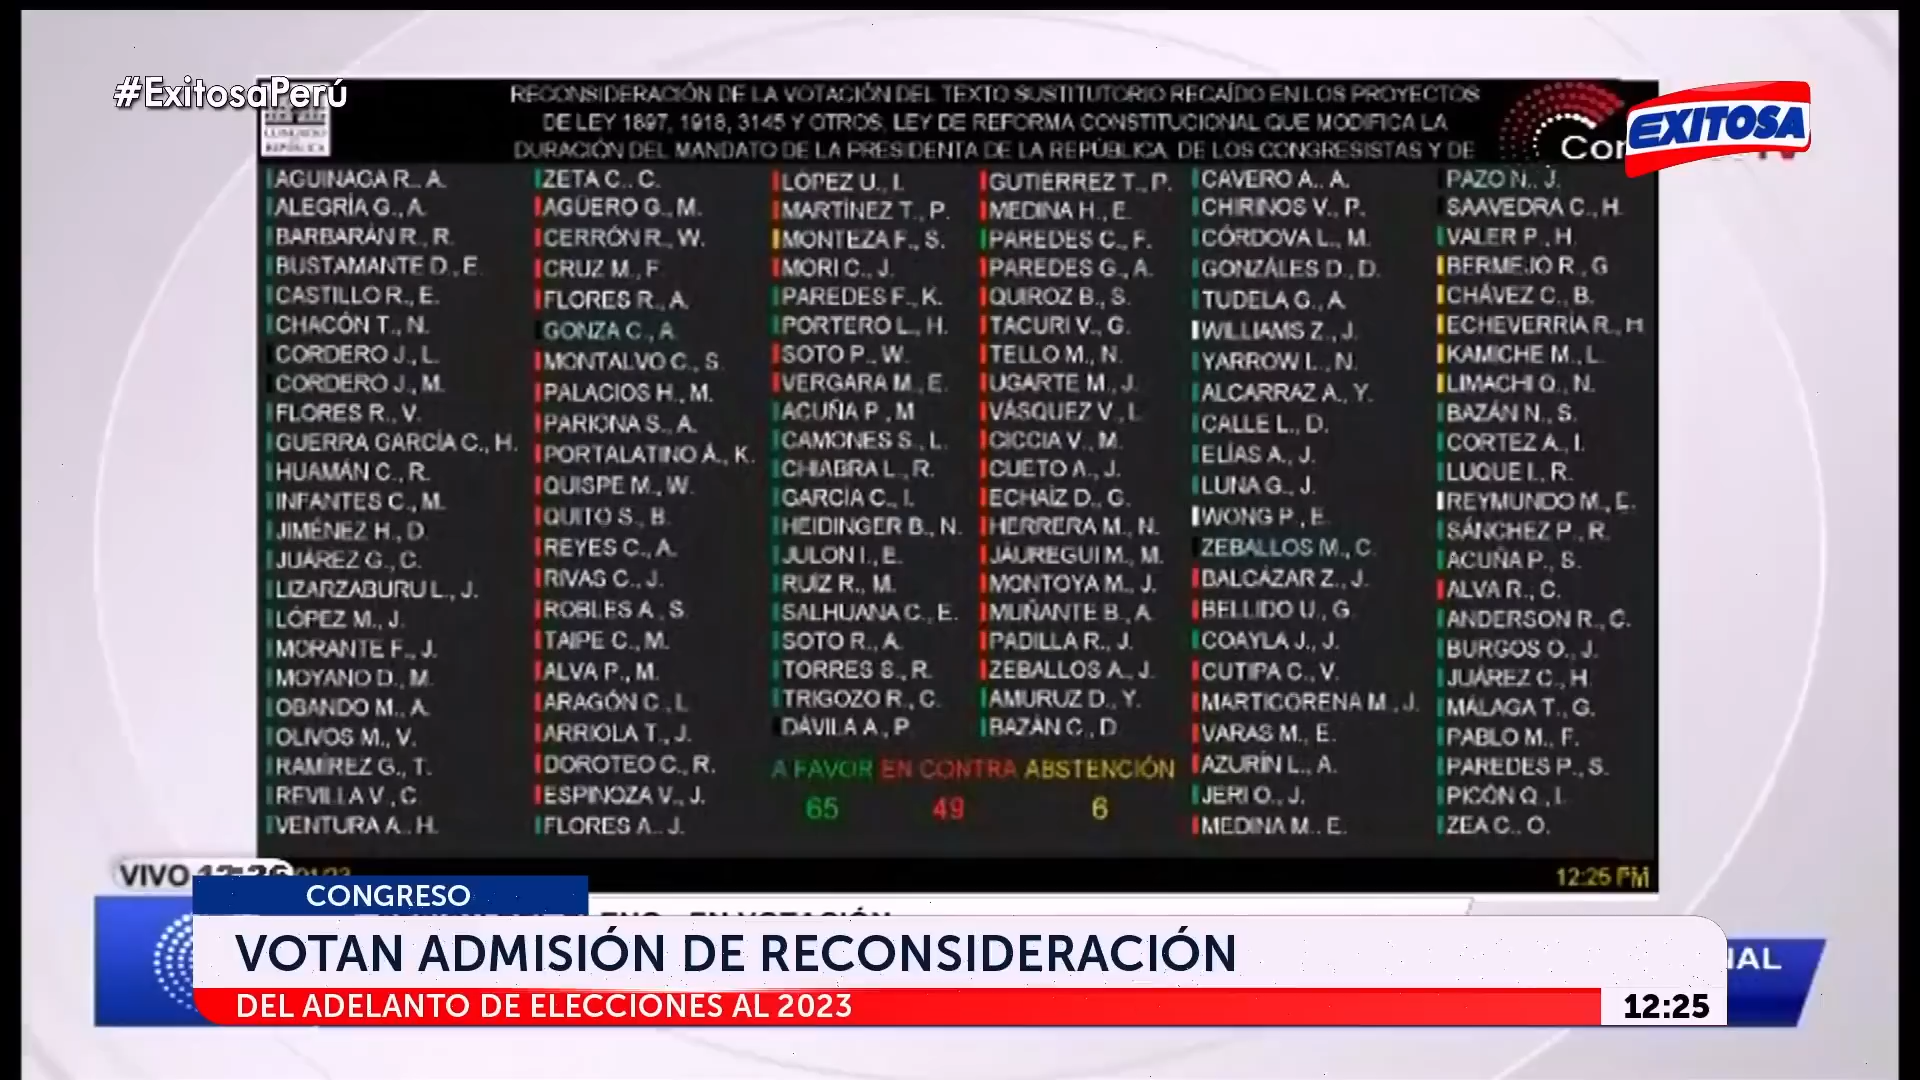 #ExitosaPerú
RECONSIDERACIÓN DE LA VOTACIÓN DEL TEXTO SUSTITUTORIO RECAÍDO EN LOS PROYECTOS
DE LEY 1897, 1918, 3145 Y OTROS, LEY DE REFORMA CONSTITUCIONAL QUE MODIFICA LA
DURACIÓN DEL MANDATO DE LA PRESIDENTA DE LA REPÚBLICA, DE LOS CONGRESISTAS Y DE
CONGRESO
REPÚBLICA
EXITOSA
AGUINAGA R., A.
ALEGRÍA G., A.
BARBARÁN R., R.
BUSTAMANTE D., E.
CASTILLO R., E.
CHACÓN T., N.
CORDERO J., L.
CORDERO J., M.
FLORES R., V.
GUERRA GARCÍA C., H.
HUAMÁN C., R.
INFANTES C., M.
JIMÉNEZ H., D.
JUÁREZ G., C.
LIZARZABURU L., J.
LÓPEZ M., J.
MORANTE F., J.
MOYANO D., M.
OBANDO M., A.
OLIVOS M., V.
RAMÍREZ G., T.
REVILLA V., C.
VENTURA A., H.
ZETA C., C.
AGÜERO G., M.
CERRÓN R., W.
CRUZ M., F.
FLORES R., A.
GONZA C., A.
MONTALVO C., S.
PALACIOS H., M.
PARIONA S., A.
PORTALATINO Á., K.
QUISPE M., W.
QUITO S., B.
REYES C., A.
RIVAS C., J.
ROBLES A., S.
TAIPE C., M.
ALVA P., M.
ARAGÓN C., L.
ARRIOLA T., J.
DOROTEO C., R.
ESPINOZA V., J.
FLORES A., J.
LÓPEZ U., I.
MARTÍNEZ T., P.
MONTEZA F., S.
MORI C., J.
PAREDES F., K.
PORTERO L., H.
SOTO P., W.
VERGARA M., E.
ACUÑA P., M
CAMONES S., L.
CHIABRA L., R.
GARCÍA C., I.
HEIDINGER B., N.
JULON I., E.
RUÍZ R., M.
SALHUANA C., E.
SOTO R., A.
TORRES S., R.
TRIGOZO R., C.
DÁVILA A., P.
GUTIÉRREZ T., P.
MEDINA H., E.
PAREDES C., F.
PAREDES G., A.
QUIROZ B., S.
TACURI V., G.
TELLO M., N.
UGARTE M., J.
VÁSQUEZ V., L.
CICCIA V., M.
CUETO A., J.
ECHAÍZ D., G.
HERRERA M., N.
JÁUREGUI M., M.
MONTOYA M., J.
MUÑANTE B., A.
PADILLA R., J.
ZEBALLOS A., J.
AMURUZ D., Y.
BAZÁN C., D.
A FAVOR EN CONTRA ABSTENCIÓN
65 49 6
CAVERO A., A.
CHIRINOS V., P.
CÓRDOVA L., M.
GONZÁLES D., D.
TUDELA G., A.
WILLIAMS Z., J.
YARROW L., N.
ALCARRAZ A., Y.
CALLE L., D.
ELÍAS A., J.
LUNA G., J.
WONG P., E.
ZEBALLOS M., C.
BALCÁZAR Z., J.
BELLIDO U., G.
COAYLA J., J.
CUTIPA C., V.
MARTICORENA M., J.
VARAS M., E.
AZURÍN L., A.
JERI O., J.
MEDINA M., E.
PAZO N., J.
SAAVEDRA C., H.
VALER P., H.
BERMEJO R., G
CHÁVEZ C., B.
ECHEVERRÍA R., H
KAMICHE M., L.
LIMACHI Q., N.
BAZÁN N., S.
CORTEZ A., I.
LUQUE I., R.
REYMUNDO M., E.
SÁNCHEZ P., R.
ACUÑA P., S.
ALVA R., C.
ANDERSON R., C.
BURGOS O., J.
JUÁREZ C., H.
MÁLAGA T., G.
PABLO M., F.
PAREDES P., S.
PICÓN Q., L.
ZEA C., O.
VIVO
12:25 PM
CONGRESO
EN VOTACIÓN
VOTAN ADMISIÓN DE RECONSIDERACIÓN
DEL ADELANTO DE ELECCIONES AL 2023
12:25